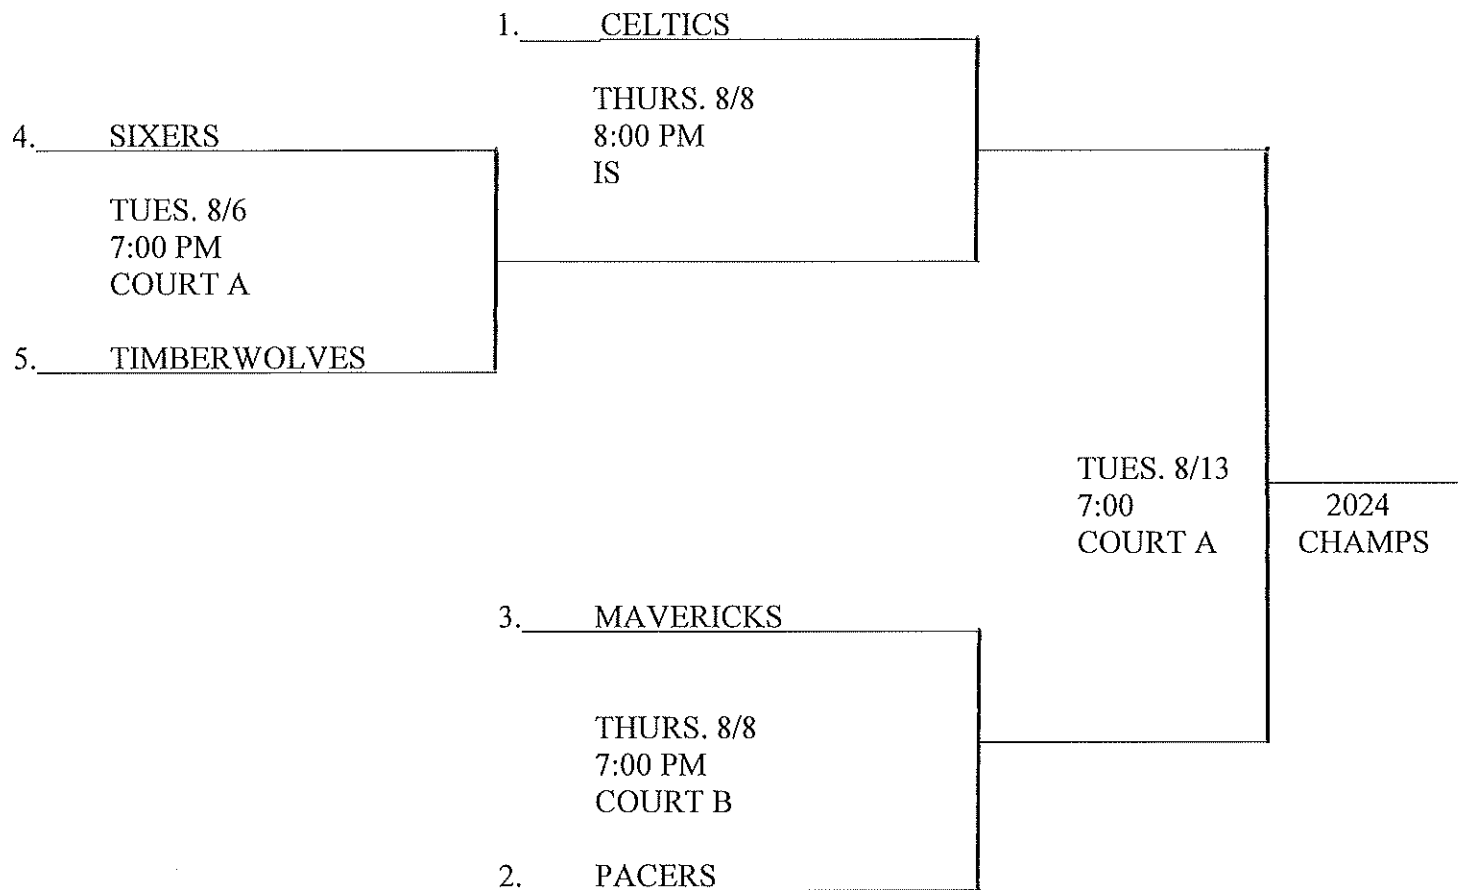 1. CELTICS
THURS. 8/8
8:00 PM
IS
4. SIXERS
TUES. 8/6
7:00 PM
COURT A
5. TIMBERWOLVES
TUES. 8/13
7:00
COURT A
2024
CHAMPS
3. MAVERICKS
THURS. 8/8
7:00 PM
COURT B
2. PACERS